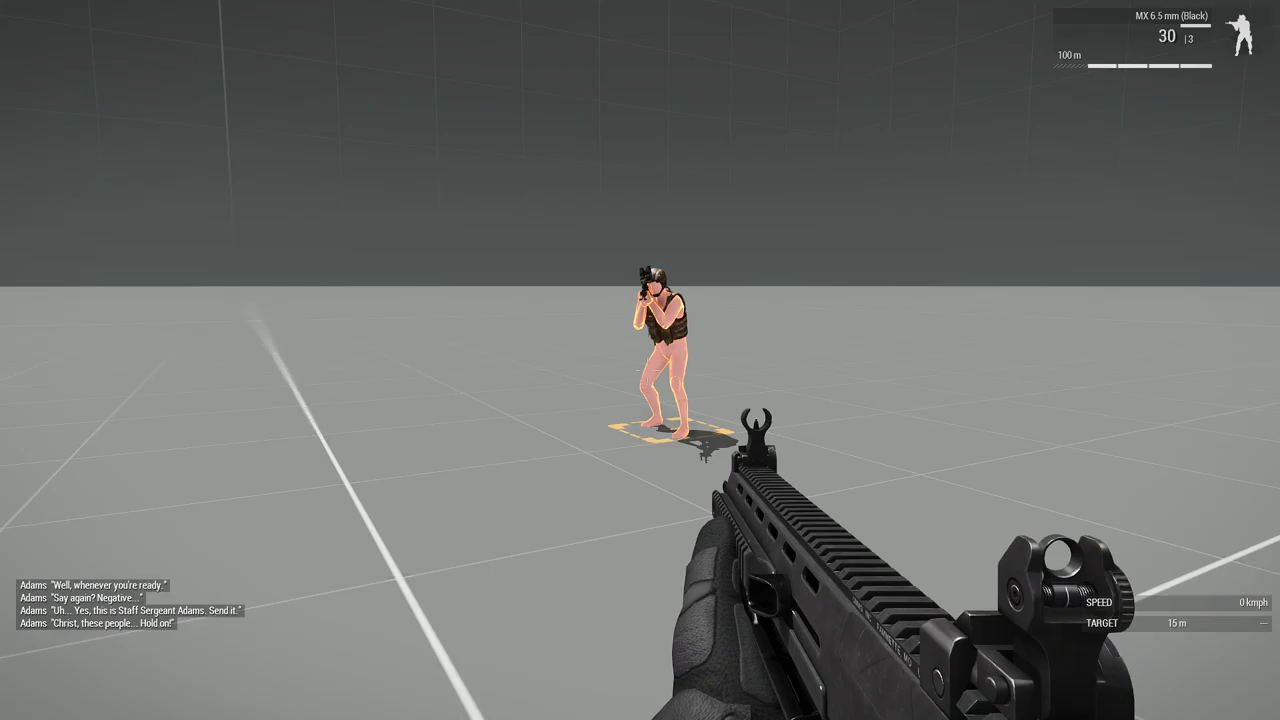 MX 6.5 mm (Black)
30 | 3
100 m
Adams "Well, whenever you're ready."
Adams "Say again? Negative..."
Adams "Uh... Yes, this is Staff Sergeant Adams. Send it."
Adams "Christ, these people... Hold on!"
SPEED 0 kmph
TARGET 15 m —